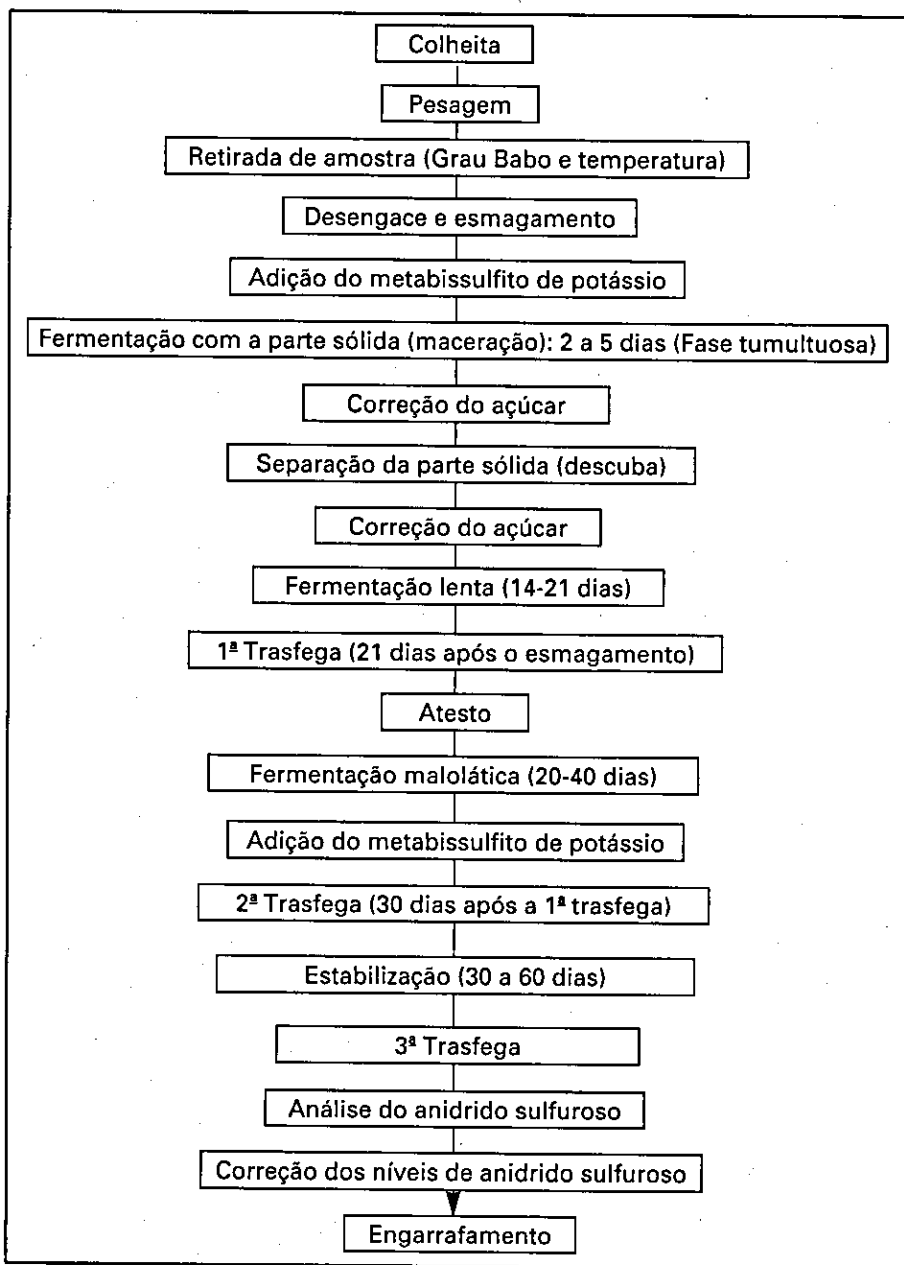 Colheita
Pesagem
Retirada de amostra (Grau Babo e temperatura)
Desengace e esmagamento
Adição do metabissulfito de potássio
Fermentação com a parte sólida (maceração): 2 a 5 dias (Fase tumultuosa)
Correção do açúcar
Separação da parte sólida (descuba)
Correção do açúcar
Fermentação lenta (14-21 dias)
1ª Trasfega (21 dias após o esmagamento)
Atesto
Fermentação malolática (20-40 dias)
Adição do metabissulfito de potássio
2ª Trasfega (30 dias após a 1ª trasfega)
Estabilização (30 a 60 dias)
3ª Trasfega
Análise do anidrido sulfuroso
Correção dos níveis de anidrido sulfuroso
Engarrafamento